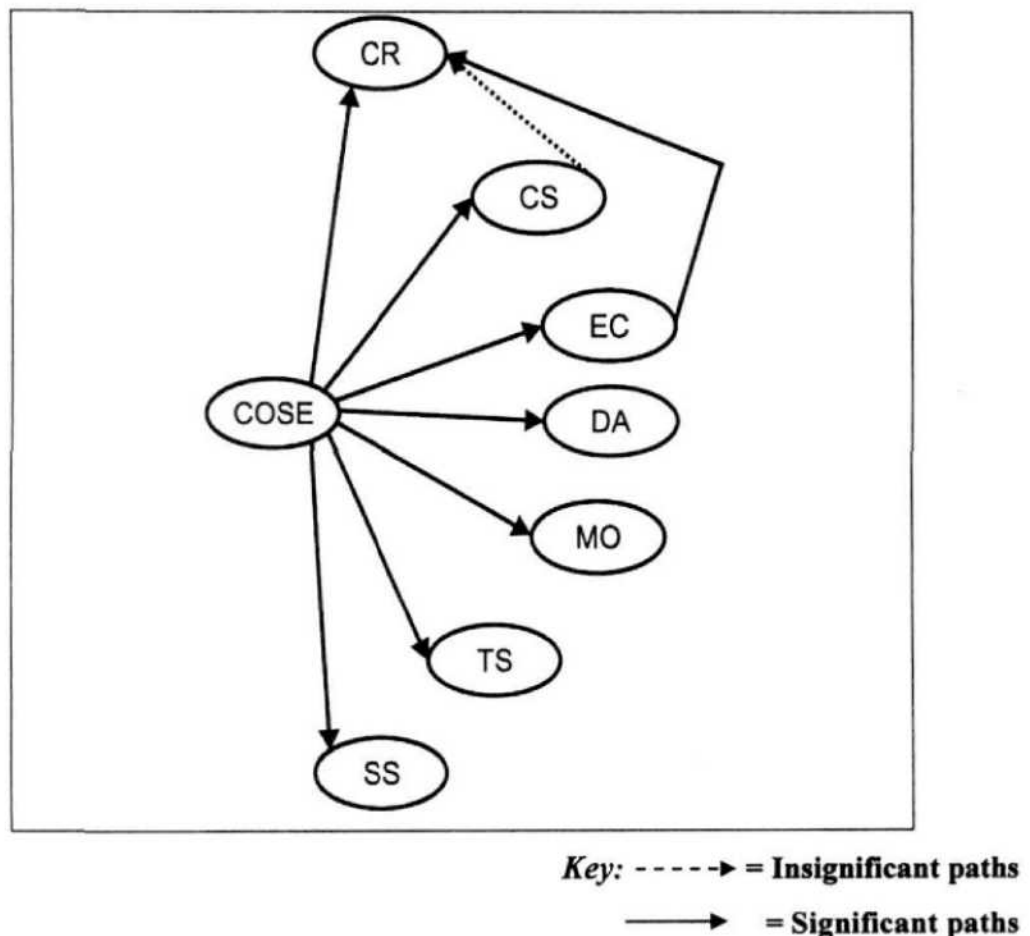 CR
CS
EC
COSE
DA
MO
TS
SS
Key: = Insignificant paths
= Significant paths